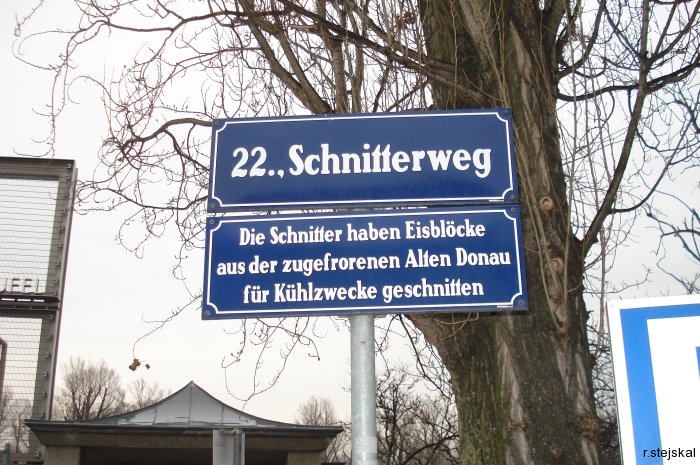 22., Schnitterweg
Die Schnitter haben Eisblöcke
aus der zugefrorenen Alten Donau
für Kühlzwecke geschnitten
r.stejskal